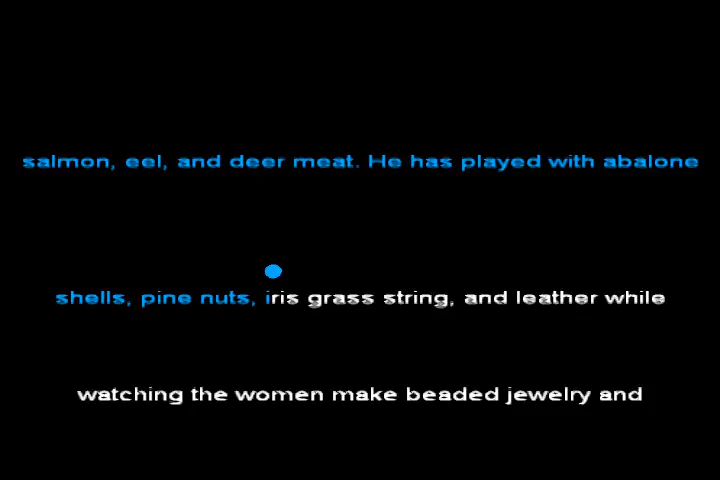 salmon, eel, and deer meat. He has played with abalone
shells, pine nuts, iris grass string, and leather while
watching the women make beaded jewelry and